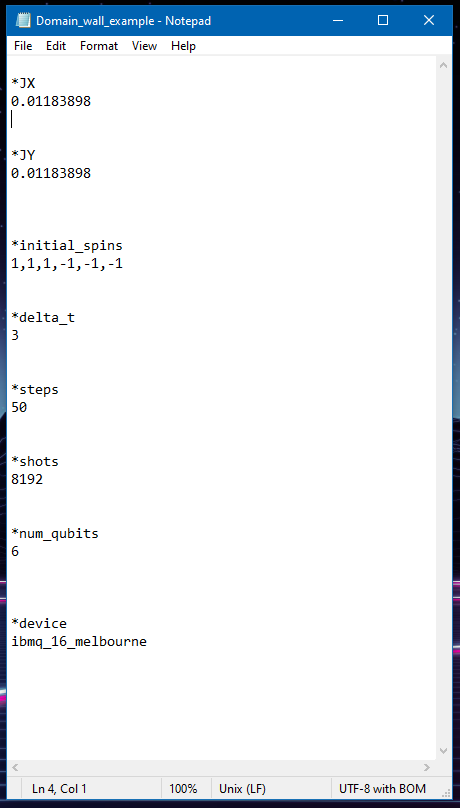 Domain_wall_example - Notepad
File Edit Format View Help
*JX
0.01183898
*JY
0.01183898
*initial_spins
1,1,1,-1,-1,-1
*delta_t
3
*steps
50
*shots
8192
*num_qubits
6
*device
ibmq_16_melbourne
Ln 4, Col 1 100% Unix (LF) UTF-8 with BOM